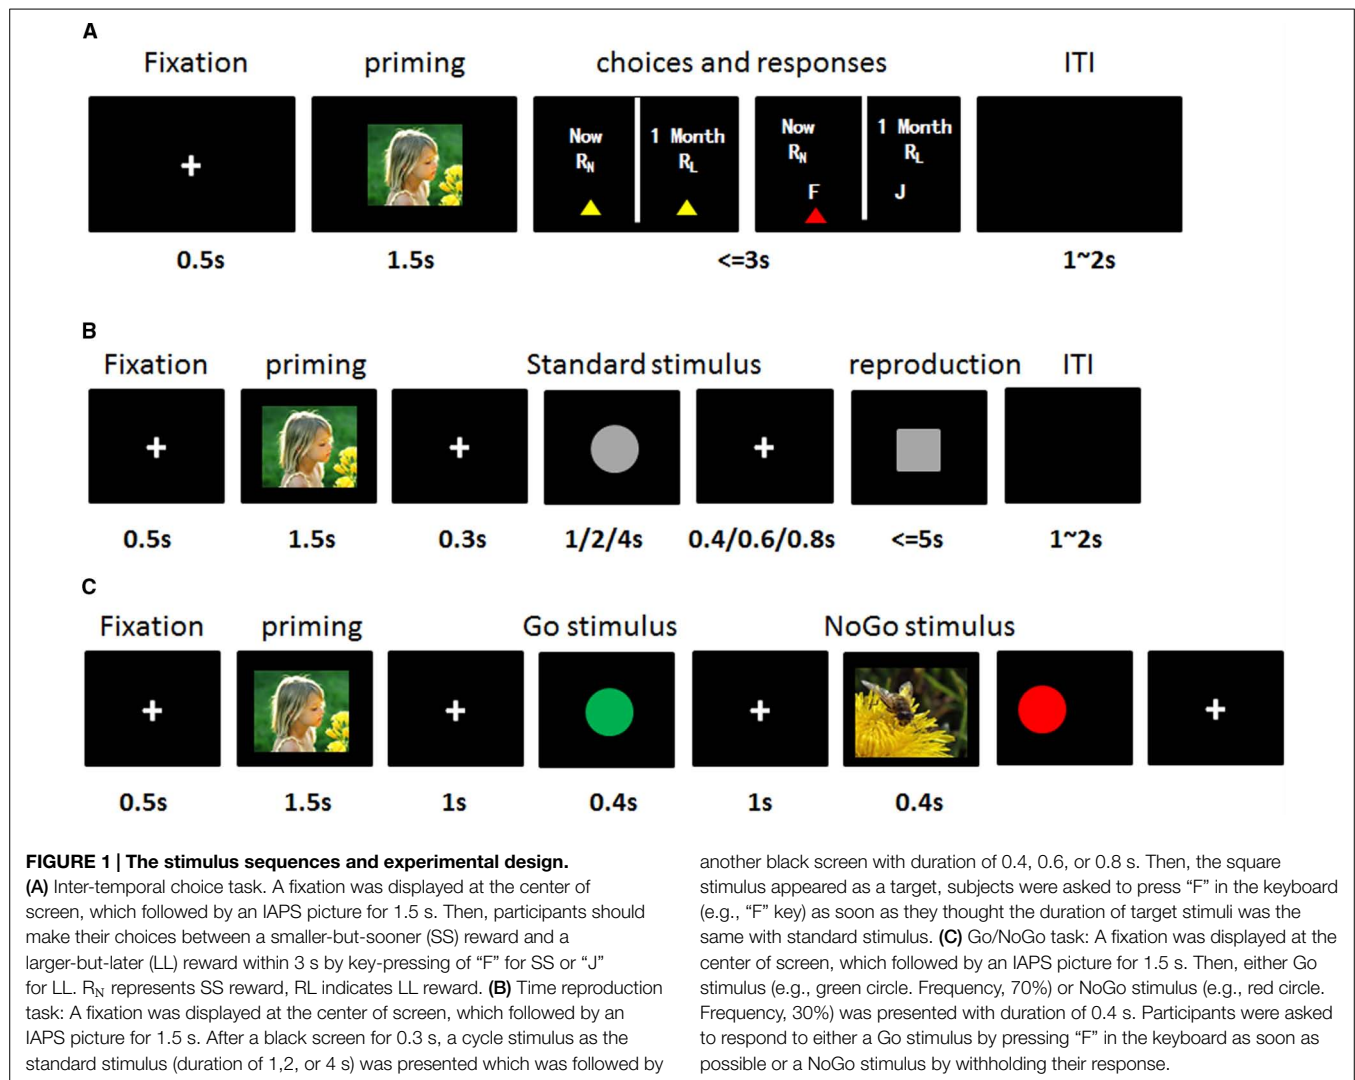 A
Fixation priming choices and responses ITI
Now 1 Month Now 1 Month
RN RL RN RL
F J
0.5s 1.5s <=3s 1~2s
B
Fixation priming Standard stimulus reproduction ITI
0.5s 1.5s 0.3s 1/2/4s 0.4/0.6/0.8s <=5s 1~2s
C
Fixation priming Go stimulus NoGo stimulus
0.5s 1.5s 1s 0.4s 1s 0.4s
FIGURE 1 | The stimulus sequences and experimental design.
(A) Inter-temporal choice task. A fixation was displayed at the center of
screen, which followed by an IAPS picture for 1.5 s. Then, participants should
make their choices between a smaller-but-sooner (SS) reward and a
larger-but-later (LL) reward within 3 s by key-pressing of “F” for SS or “J”
for LL. RN represents SS reward, RL indicates LL reward. (B) Time reproduction
task: A fixation was displayed at the center of screen, which followed by an
IAPS picture for 1.5 s. After a black screen for 0.3 s, a cycle stimulus as the
standard stimulus (duration of 1,2, or 4 s) was presented which was followed by
another black screen with duration of 0.4, 0.6, or 0.8 s. Then, the square
stimulus appeared as a target, subjects were asked to press “F” in the keyboard
(e.g., “F” key) as soon as they thought the duration of target stimuli was the
same with standard stimulus. (C) Go/NoGo task: A fixation was displayed at the
center of screen, which followed by an IAPS picture for 1.5 s. Then, either Go
stimulus (e.g., green circle. Frequency, 70%) or NoGo stimulus (e.g., red circle.
Frequency, 30%) was presented with duration of 0.4 s. Participants were asked
to respond to either a Go stimulus by pressing “F” in the keyboard as soon as
possible or a NoGo stimulus by withholding their response.